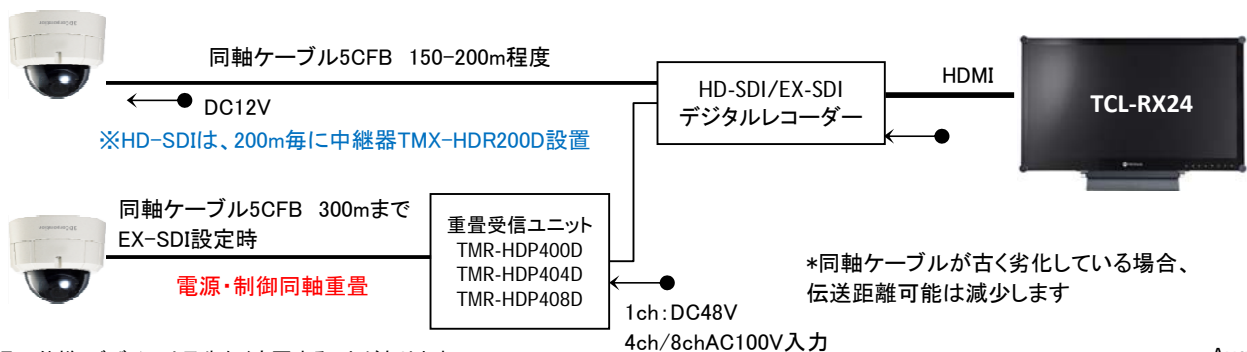 同軸ケーブル5CFB 150-200m程度
DC12V
※HD-SDIは、200m毎に中継器TMX-HDR200D設置
HD-SDI/EX-SDI
デジタルレコーダー
HDMI
TCL-RX24
同軸ケーブル5CFB 300mまで
EX-SDI設定時
電源・制御同軸重畳
重畳受信ユニット
TMR-HDP400D
TMR-HDP404D
TMR-HDP408D
1ch:DC48V
4ch/8chAC100V入力
*同軸ケーブルが古く劣化している場合、
伝送距離可能は減少します